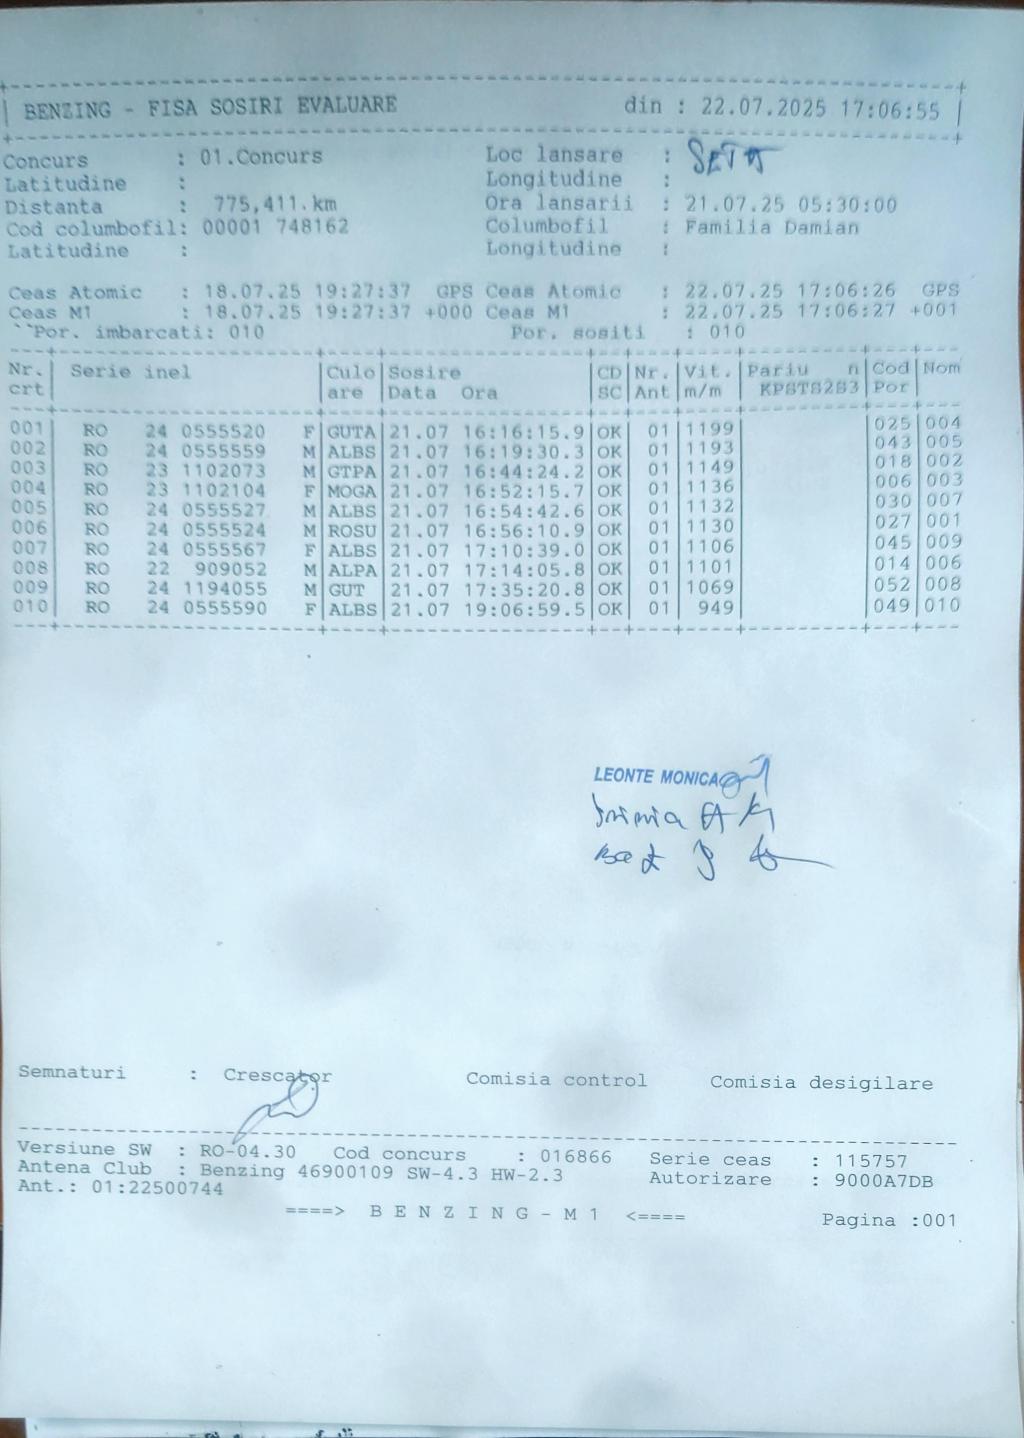 BENZING - FISA SOSIRI EVALUARE din : 22.07.2025 17:06:55
Concurs : 01.Concurs Loc lansare : SETA
Latitudine : Longitudine :
Distanta : 775,411.km Ora lansarii : 21.07.25 05:30:00
Cod columbofil: 00001 748162 Columbofil : Familia Damian
Latitudine : Longitudine :
Ceas Atomic : 18.07.25 19:27:37 GPS Ceas Atomic : 22.07.25 17:06:26 GPS
Ceas M1 : 18.07.25 19:27:37 +000 Ceas M1 : 22.07.25 17:06:27 +001
``Por. imbarcati: 010 Por. sositi : 010
Nr. Serie inel Culo Sosire CD Nr. Vit. Pariu n Cod Nom
crt are Data Ora SC Ant m/m KPSTS2S3 Por
001 RO 24 0555520 F GUTA 21.07 16:16:15.9 OK 01 1199 025 004
002 RO 24 0555559 M ALBS 21.07 16:19:30.3 OK 01 1193 043 005
003 RO 23 1102073 M GTPA 21.07 16:44:24.2 OK 01 1149 018 002
004 RO 23 1102104 F MOGA 21.07 16:52:15.7 OK 01 1136 006 003
005 RO 24 0555527 M ALBS 21.07 16:54:42.6 OK 01 1132 030 007
006 RO 24 0555524 M ROSU 21.07 16:56:10.9 OK 01 1130 027 001
007 RO 24 0555567 F ALBS 21.07 17:10:39.0 OK 01 1106 045 009
008 RO 22 909052 M ALPA 21.07 17:14:05.8 OK 01 1101 014 006
009 RO 24 1194055 M GUT 21.07 17:35:20.8 OK 01 1069 052 008
010 RO 24 0555590 F ALBS 21.07 19:06:59.5 OK 01 949 049 010
LEONTE MONICA
Semnaturi : Crescator Comisia control Comisia desigilare
Versiune SW : RO-04.30 Cod concurs : 016866 Serie ceas : 115757
Antena Club : Benzing 46900109 SW-4.3 HW-2.3 Autorizare : 9000A7DB
Ant.: 01:22500744
====> B E N Z I N G - M 1 <==== Pagina :001